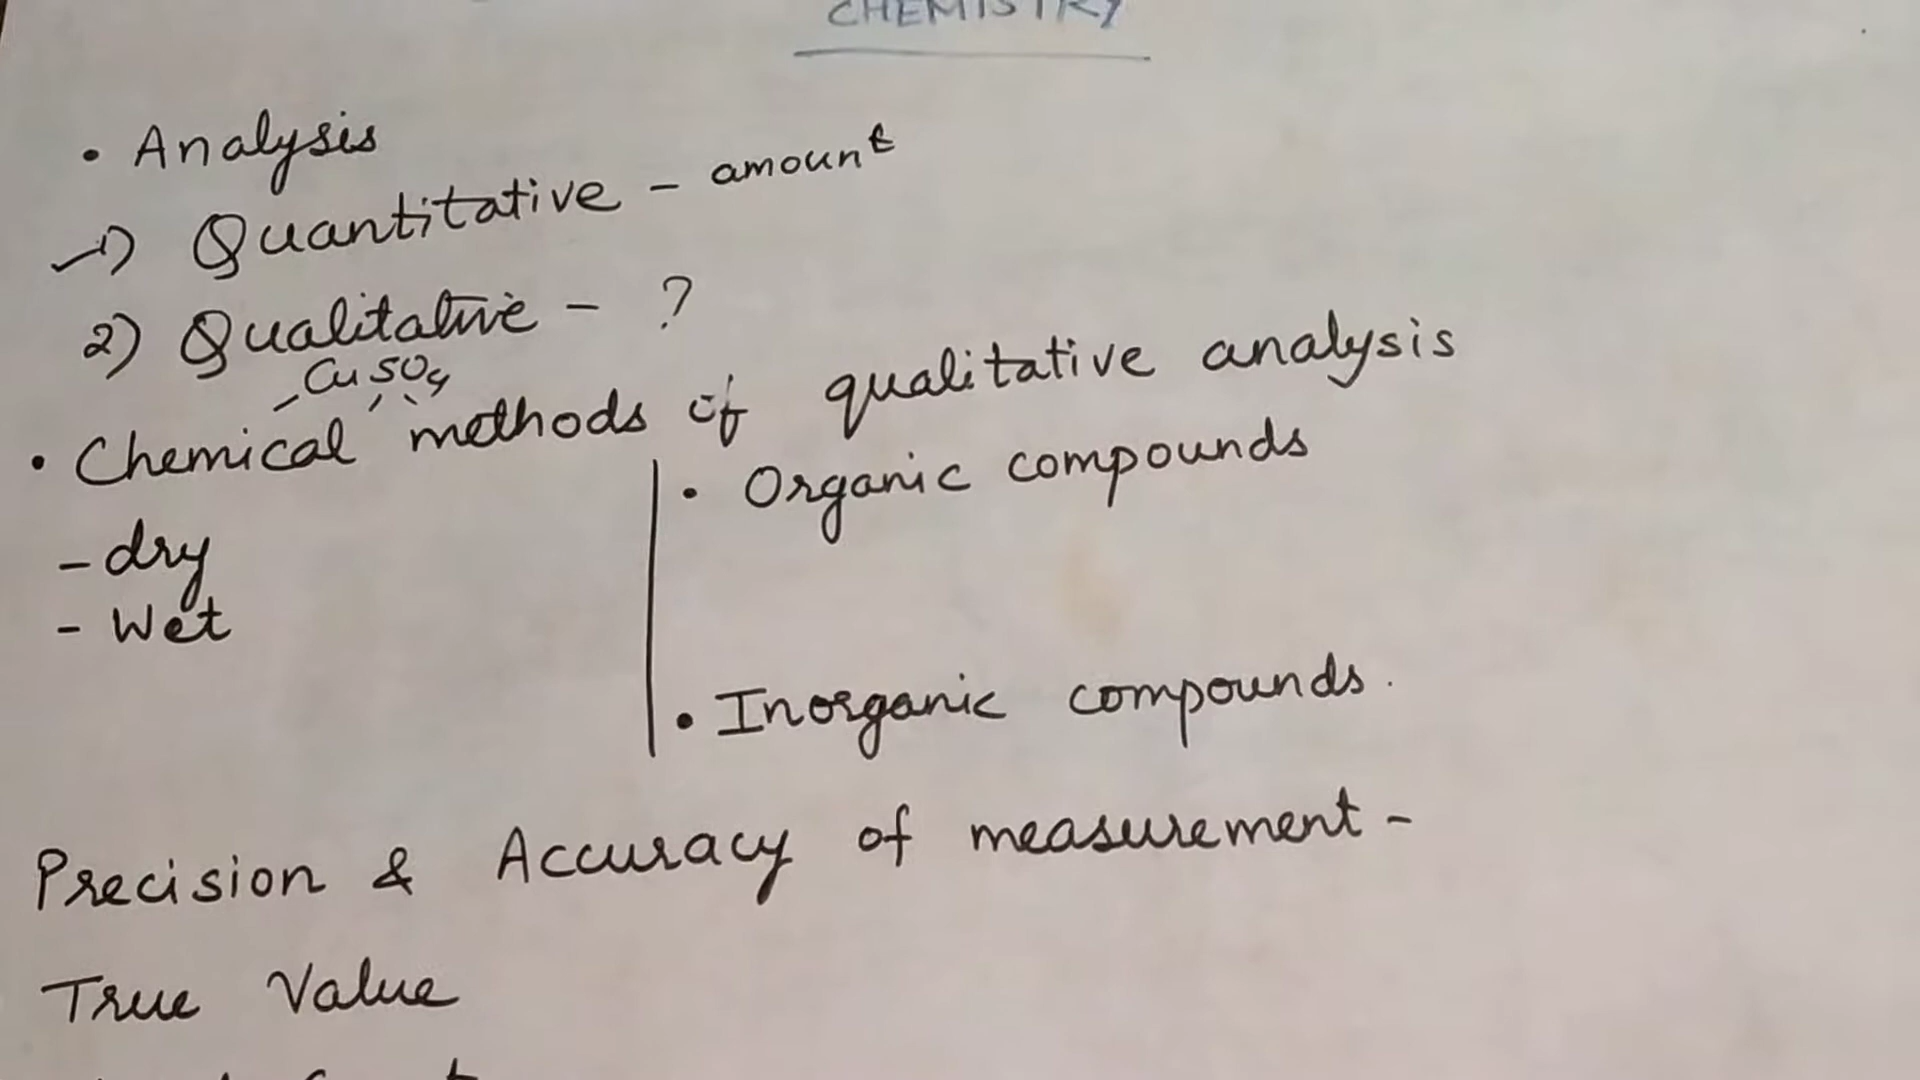 CHEMISTRY
• Analysis
1) Quantitative - amount
2) Qualitative - ?
CuSO4
• Chemical methods of qualitative analysis
- dry
- Wet
• Organic compounds
• Inorganic compounds.
Precision & Accuracy of measurement -
True Value